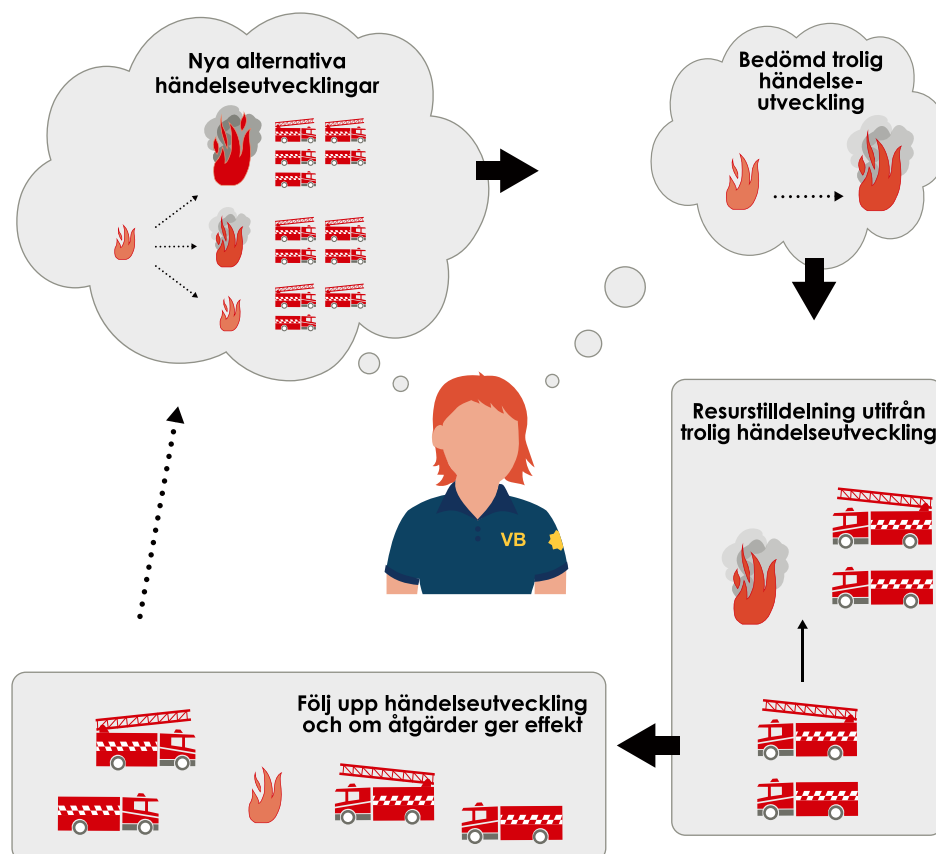 Nya alternativa
händelseutvecklingar
Bedömd trolig
händelse-
utveckling
Resurstilldelning utifrån
trolig händelseutveckling
VB
Följ upp händelseutveckling
och om åtgärder ger effekt